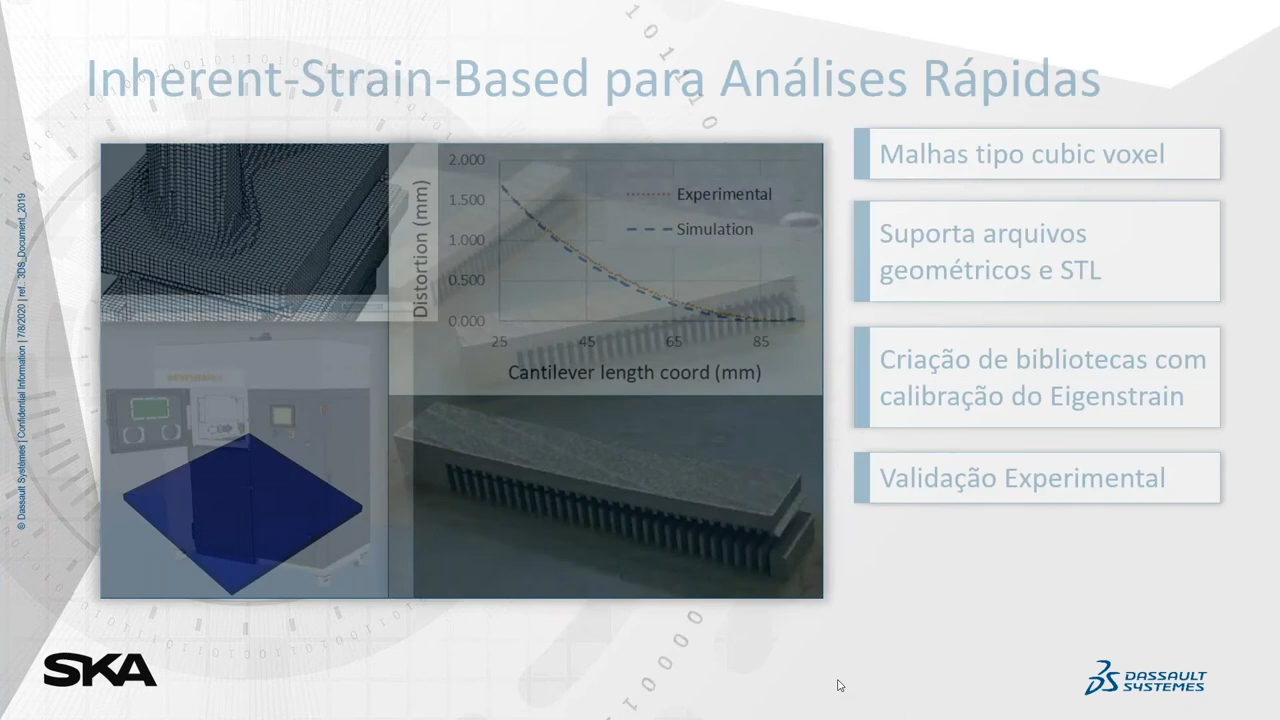 Inherent-Strain-Based para Análises Rápidas
Malhas tipo cubic voxel
Suporta arquivos
geométricos e STL
Criação de bibliotecas com
calibração do Eigenstrain
Validação Experimental
2.000
1.500
1.000
0.500
0.000
25
45
65
85
Distortion (mm)
Cantilever length coord (mm)
Experimental
Simulation
© Dassault Systèmes | Confidential Information | 7/8/2020 | ref.: 3DS_Document_2019
SKA
DASSAULT
SYSTEMES